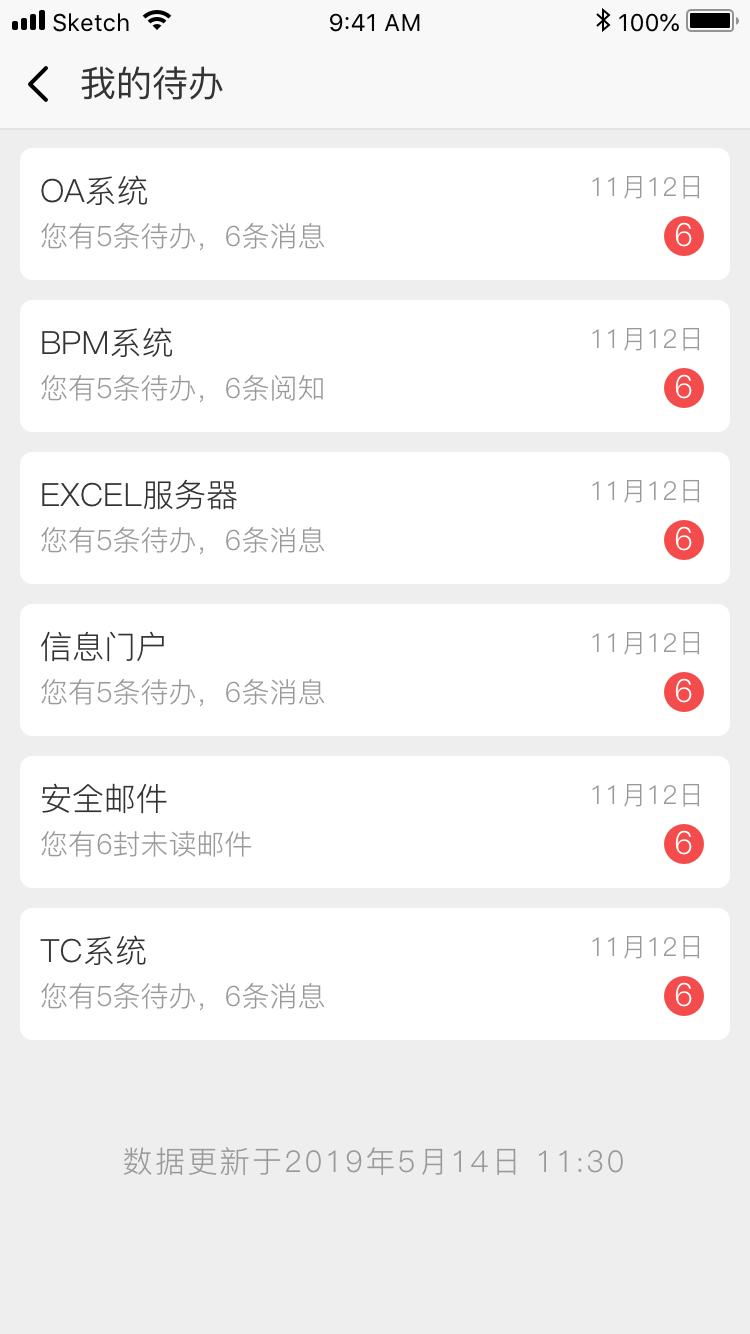 Sketch 9:41 AM 100%
我的待办
OA系统 11月12日
您有5条待办，6条消息 6
BPM系统 11月12日
您有5条待办，6条阅知 6
EXCEL服务器 11月12日
您有5条待办，6条消息 6
信息门户 11月12日
您有5条待办，6条消息 6
安全邮件 11月12日
您有6封未读邮件 6
TC系统 11月12日
您有5条待办，6条消息 6
数据更新于2019年5月14日 11:30